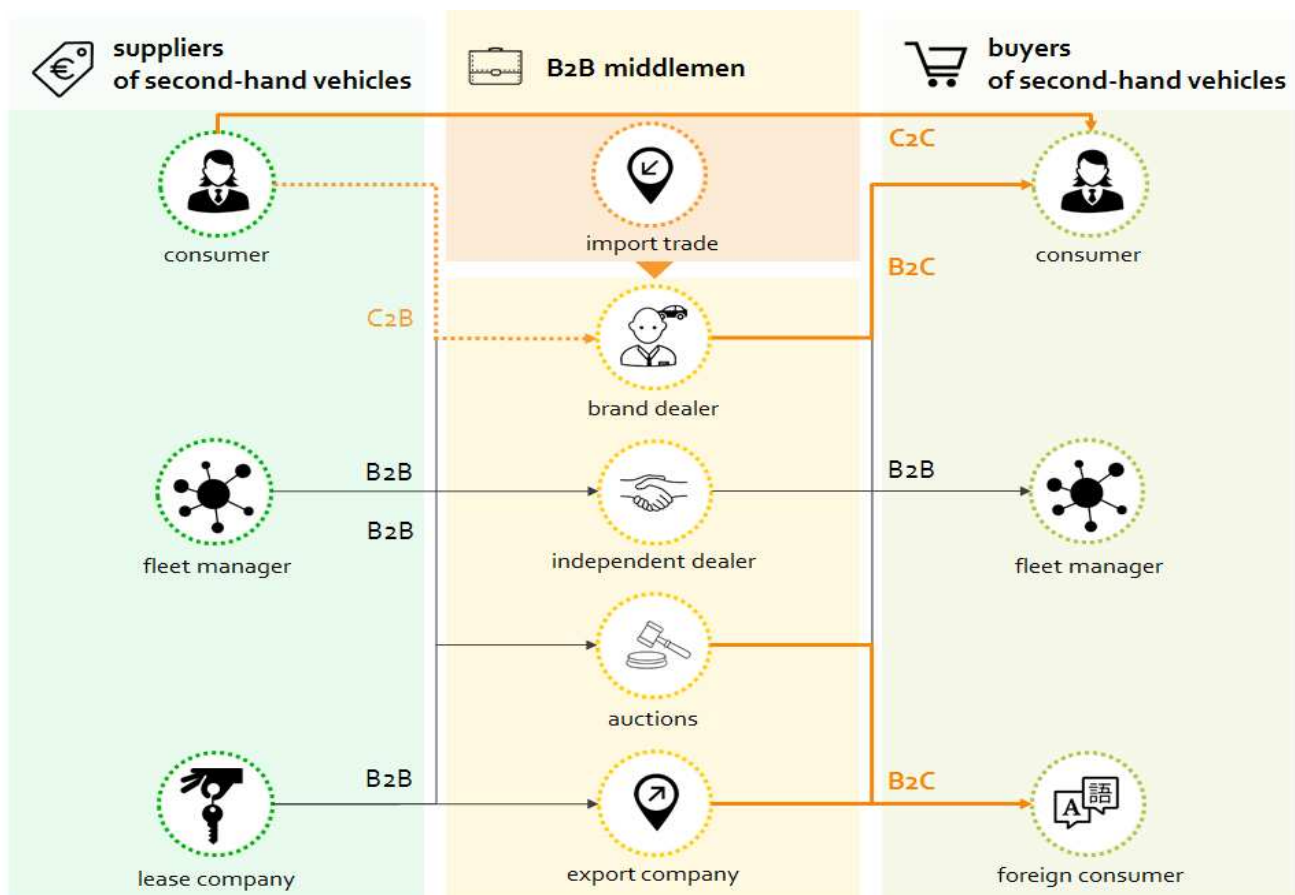 suppliers
of second-hand vehicles
B2B middlemen
buyers
of second-hand vehicles
€
consumer
import trade
C2C
consumer
B2C
C2B
brand dealer
B2B
B2B
fleet manager
independent dealer
B2B
fleet manager
auctions
B2B
lease company
export company
B2C
A 語
foreign consumer